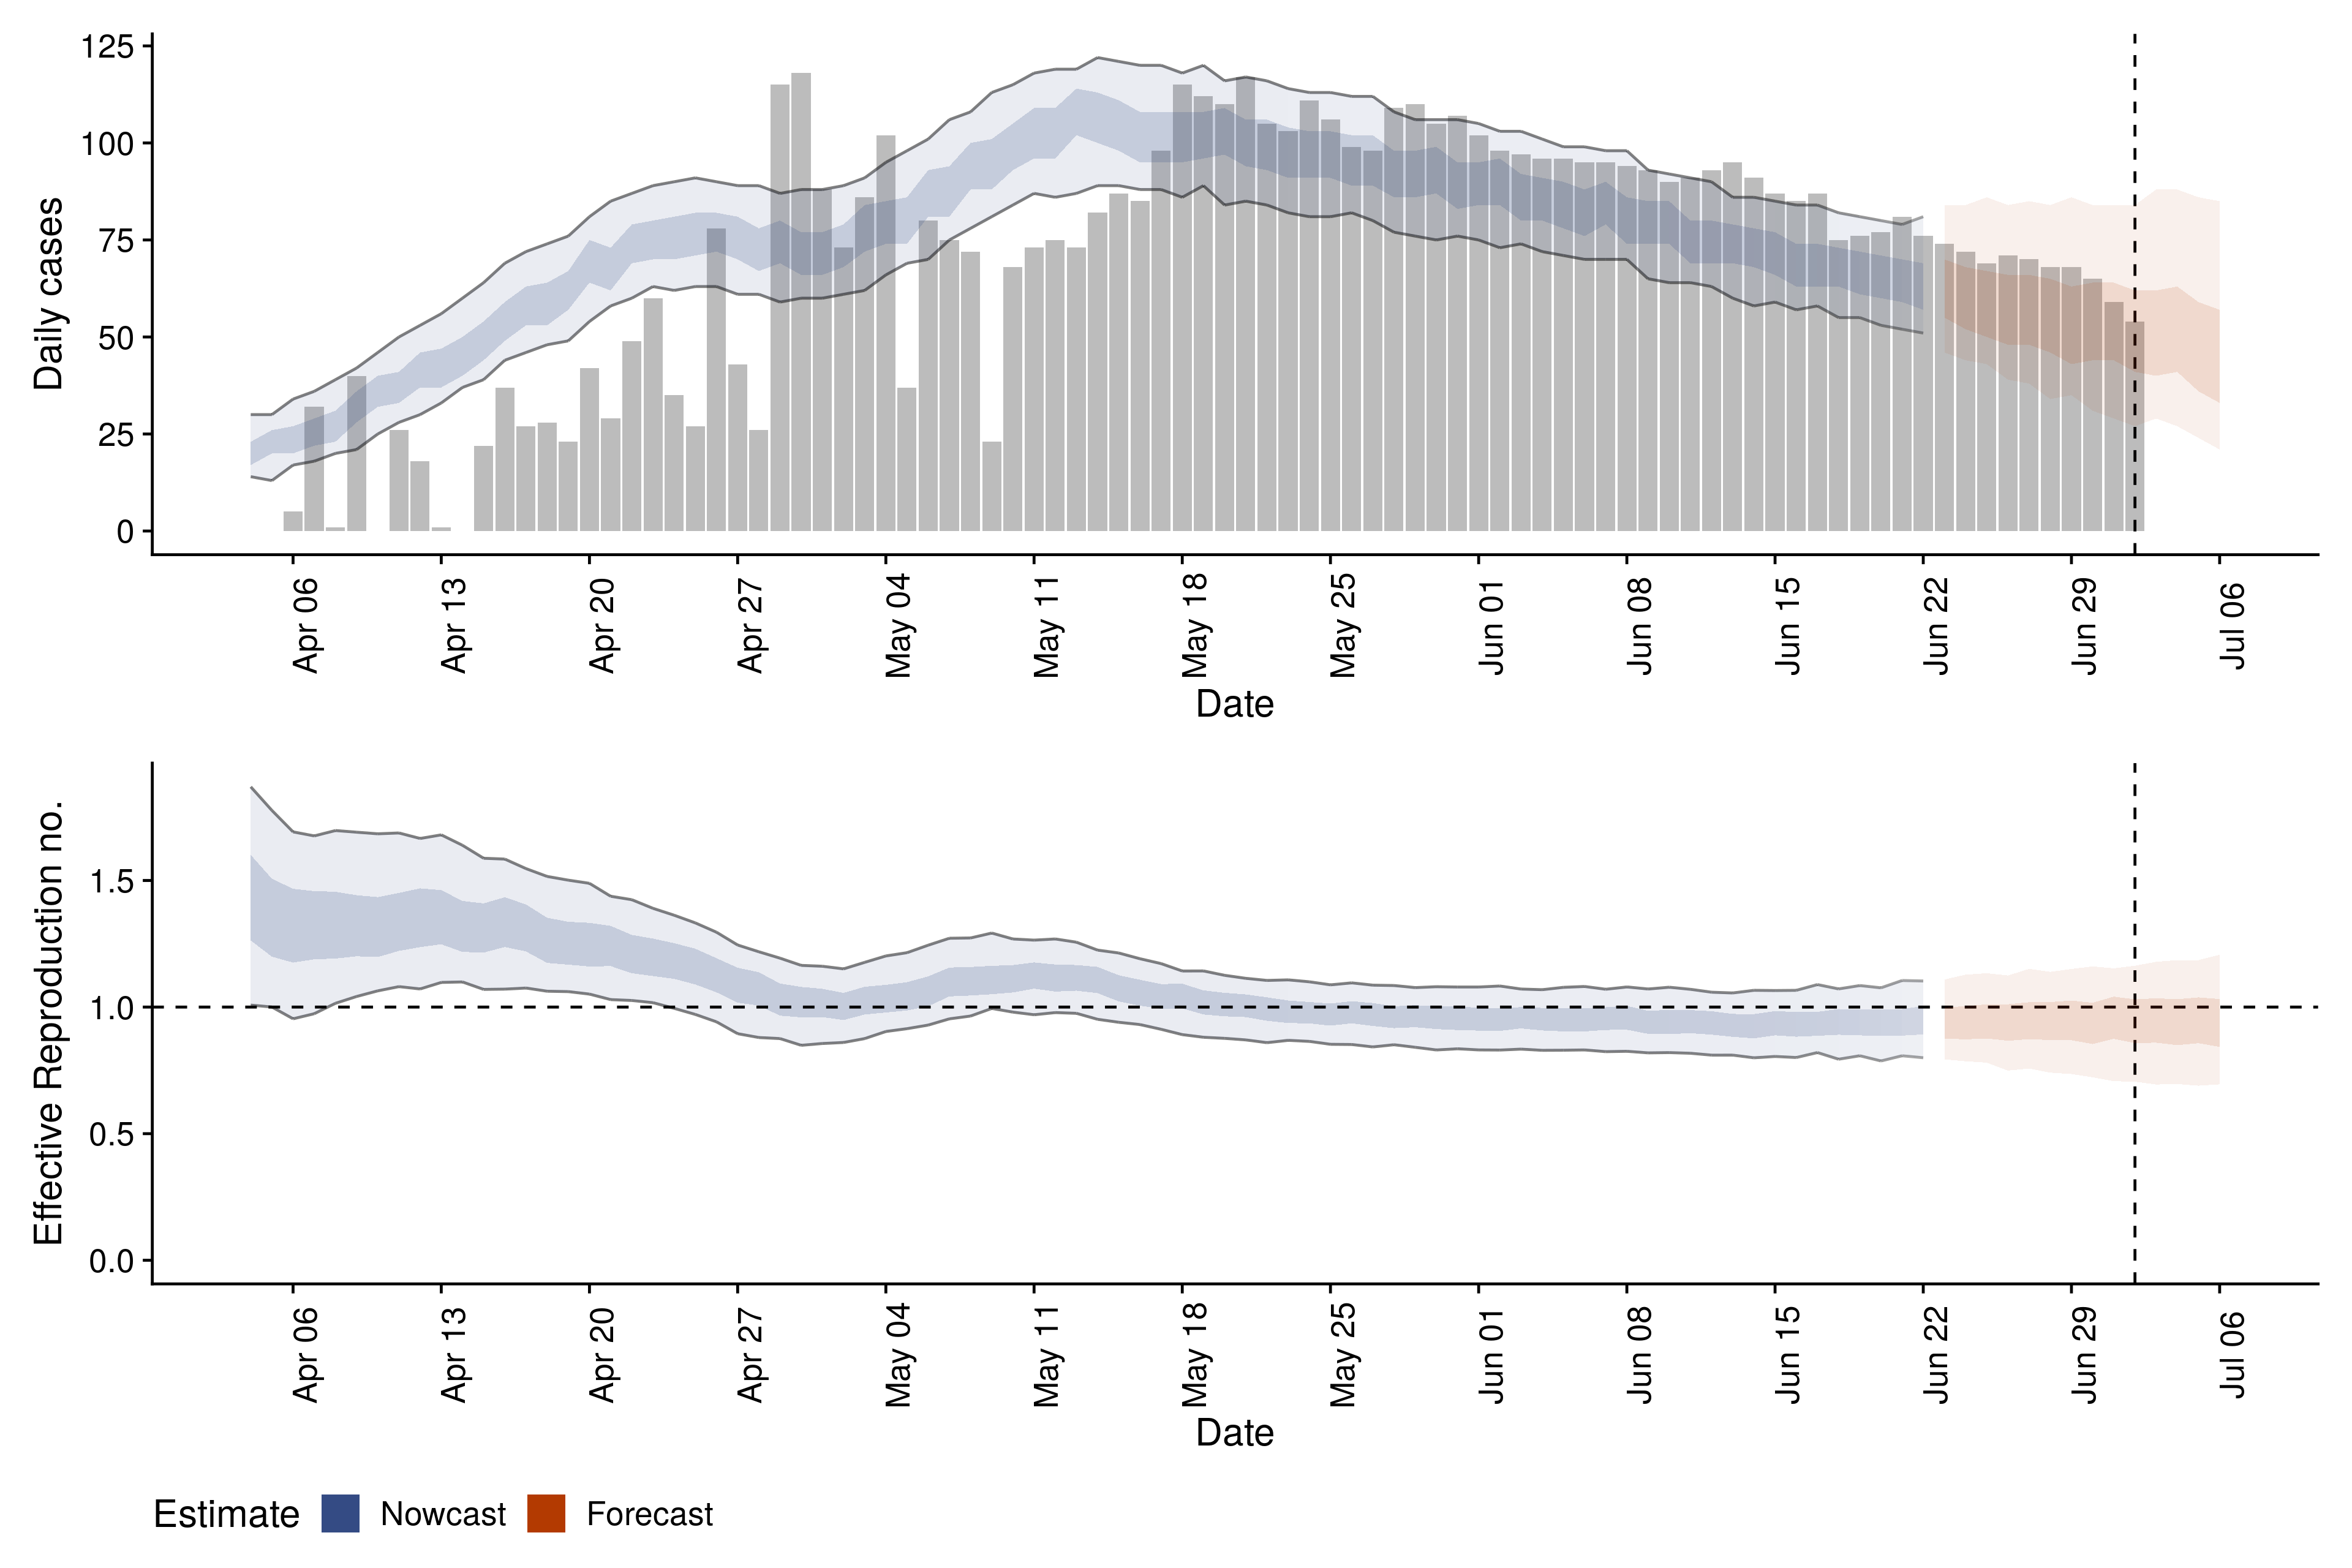 Daily cases
125
100
75
50
25
0
Apr 06
Apr 13
Apr 20
Apr 27
May 04
May 11
May 18
May 25
Jun 01
Jun 08
Jun 15
Jun 22
Jun 29
Jul 06
Date
Effective Reproduction no.
1.5
1.0
0.5
0.0
Apr 06
Apr 13
Apr 20
Apr 27
May 04
May 11
May 18
May 25
Jun 01
Jun 08
Jun 15
Jun 22
Jun 29
Jul 06
Date
Estimate Nowcast Forecast